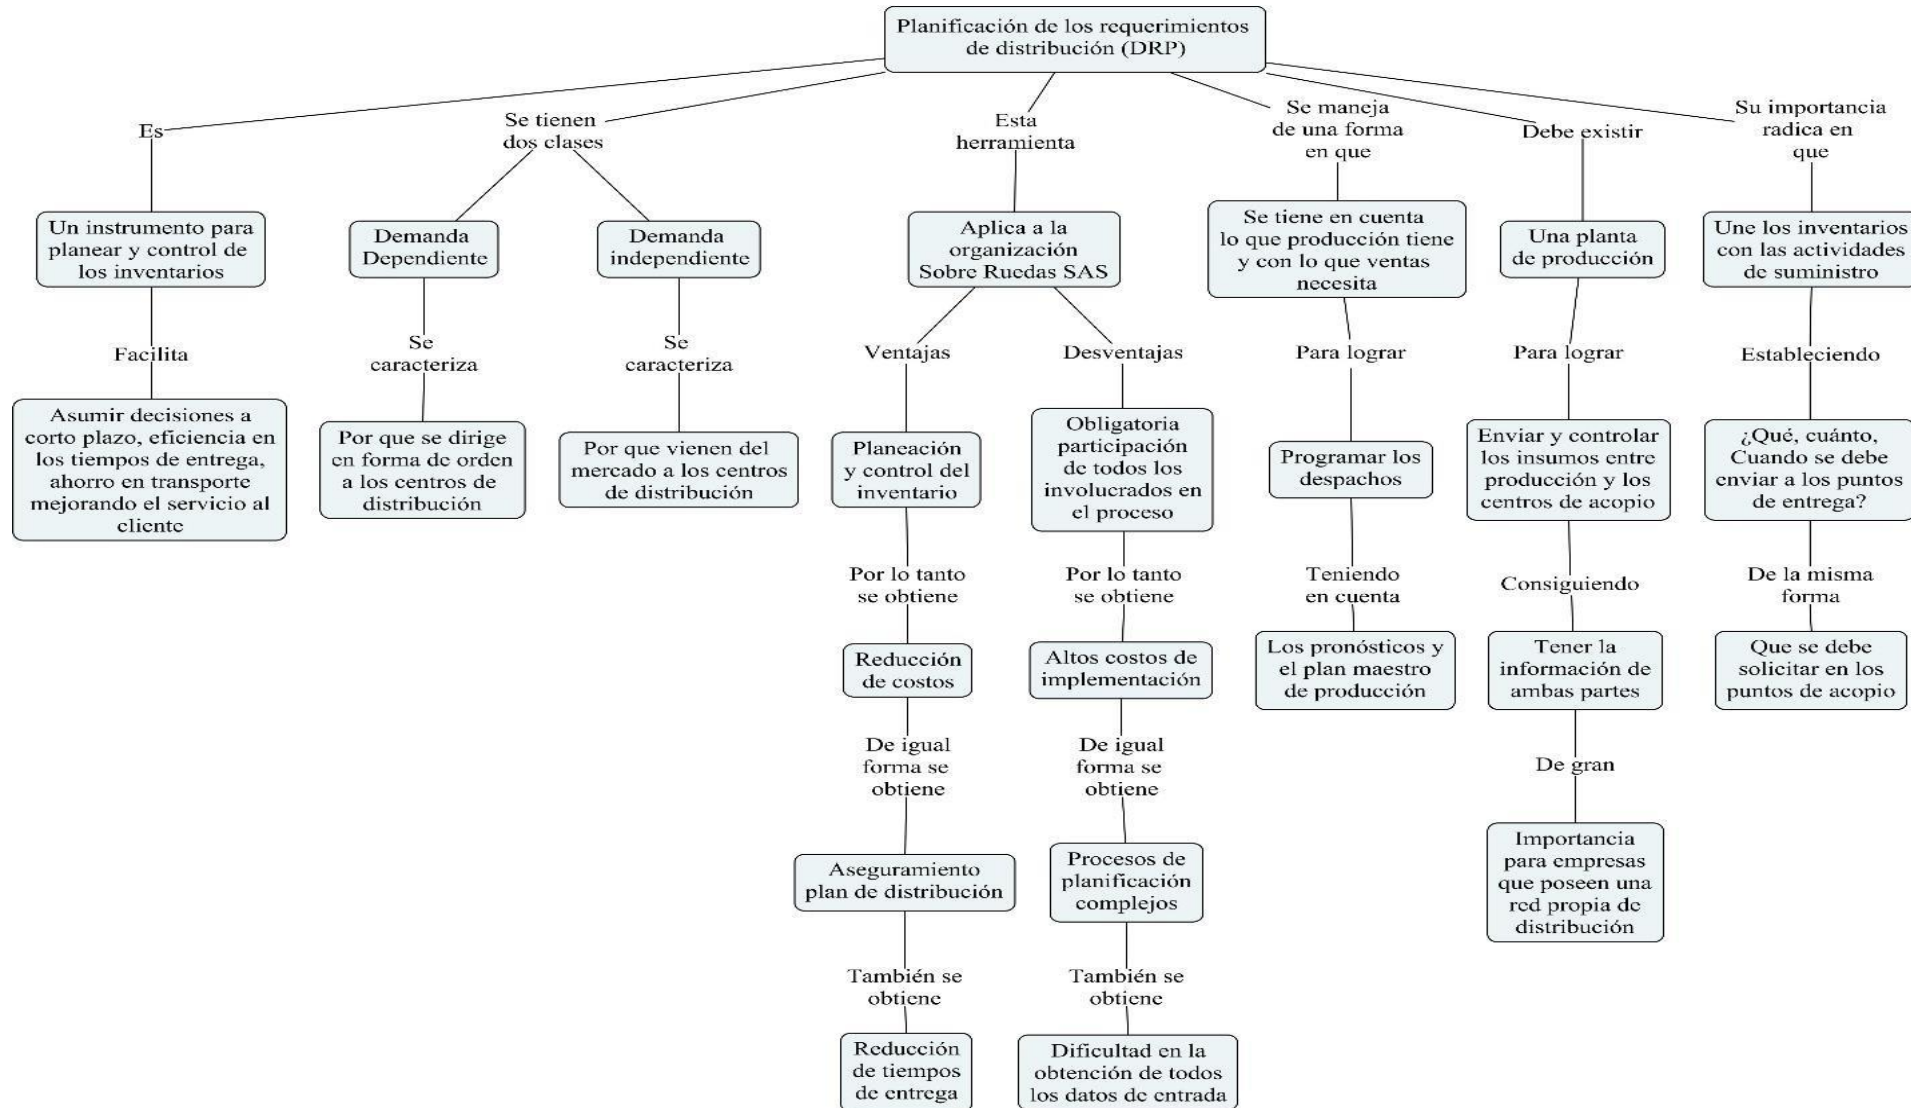 Planificación de los requerimientos
de distribución (DRP)
Es
Un instrumento para
planear y control de
los inventarios
Facilita
Asumir decisiones a
corto plazo, eficiencia en
los tiempos de entrega,
ahorro en transporte
mejorando el servicio al
cliente
Se tienen
dos clases
Demanda
Dependiente
Se
caracteriza
Por que se dirige
en forma de orden
a los centros de
distribución
Demanda
independiente
Se
caracteriza
Por que vienen del
mercado a los centros
de distribución
Esta
herramienta
Aplica a la
organización
Sobre Ruedas SAS
Ventajas
Planeación
y control del
inventario
Por lo tanto
se obtiene
Reducción
de costos
De igual
forma se
obtiene
Aseguramiento
plan de distribución
También se
obtiene
Reducción
de tiempos
de entrega
Desventajas
Obligatoria
participación
de todos los
involucrados en
el proceso
Por lo tanto
se obtiene
Altos costos de
implementación
De igual
forma se
obtiene
Procesos de
planificación
complejos
También se
obtiene
Dificultad en la
obtención de todos
los datos de entrada
Se maneja
de una forma
en que
Se tiene en cuenta
lo que producción tiene
y con lo que ventas
necesita
Para lograr
Programar los
despachos
Teniendo
en cuenta
Los pronósticos y
el plan maestro
de producción
Debe existir
Una planta
de producción
Para lograr
Enviar y controlar
los insumos entre
producción y los
centros de acopio
Consiguiendo
Tener la
información de
ambas partes
De gran
Importancia
para empresas
que poseen una
red propia de
distribución
Su importancia
radica en
que
Une los inventarios
con las actividades
de suministro
Estableciendo
¿Qué, cuánto,
Cuando se debe
enviar a los puntos
de entrega?
De la misma
forma
Que se debe
solicitar en los
puntos de acopio